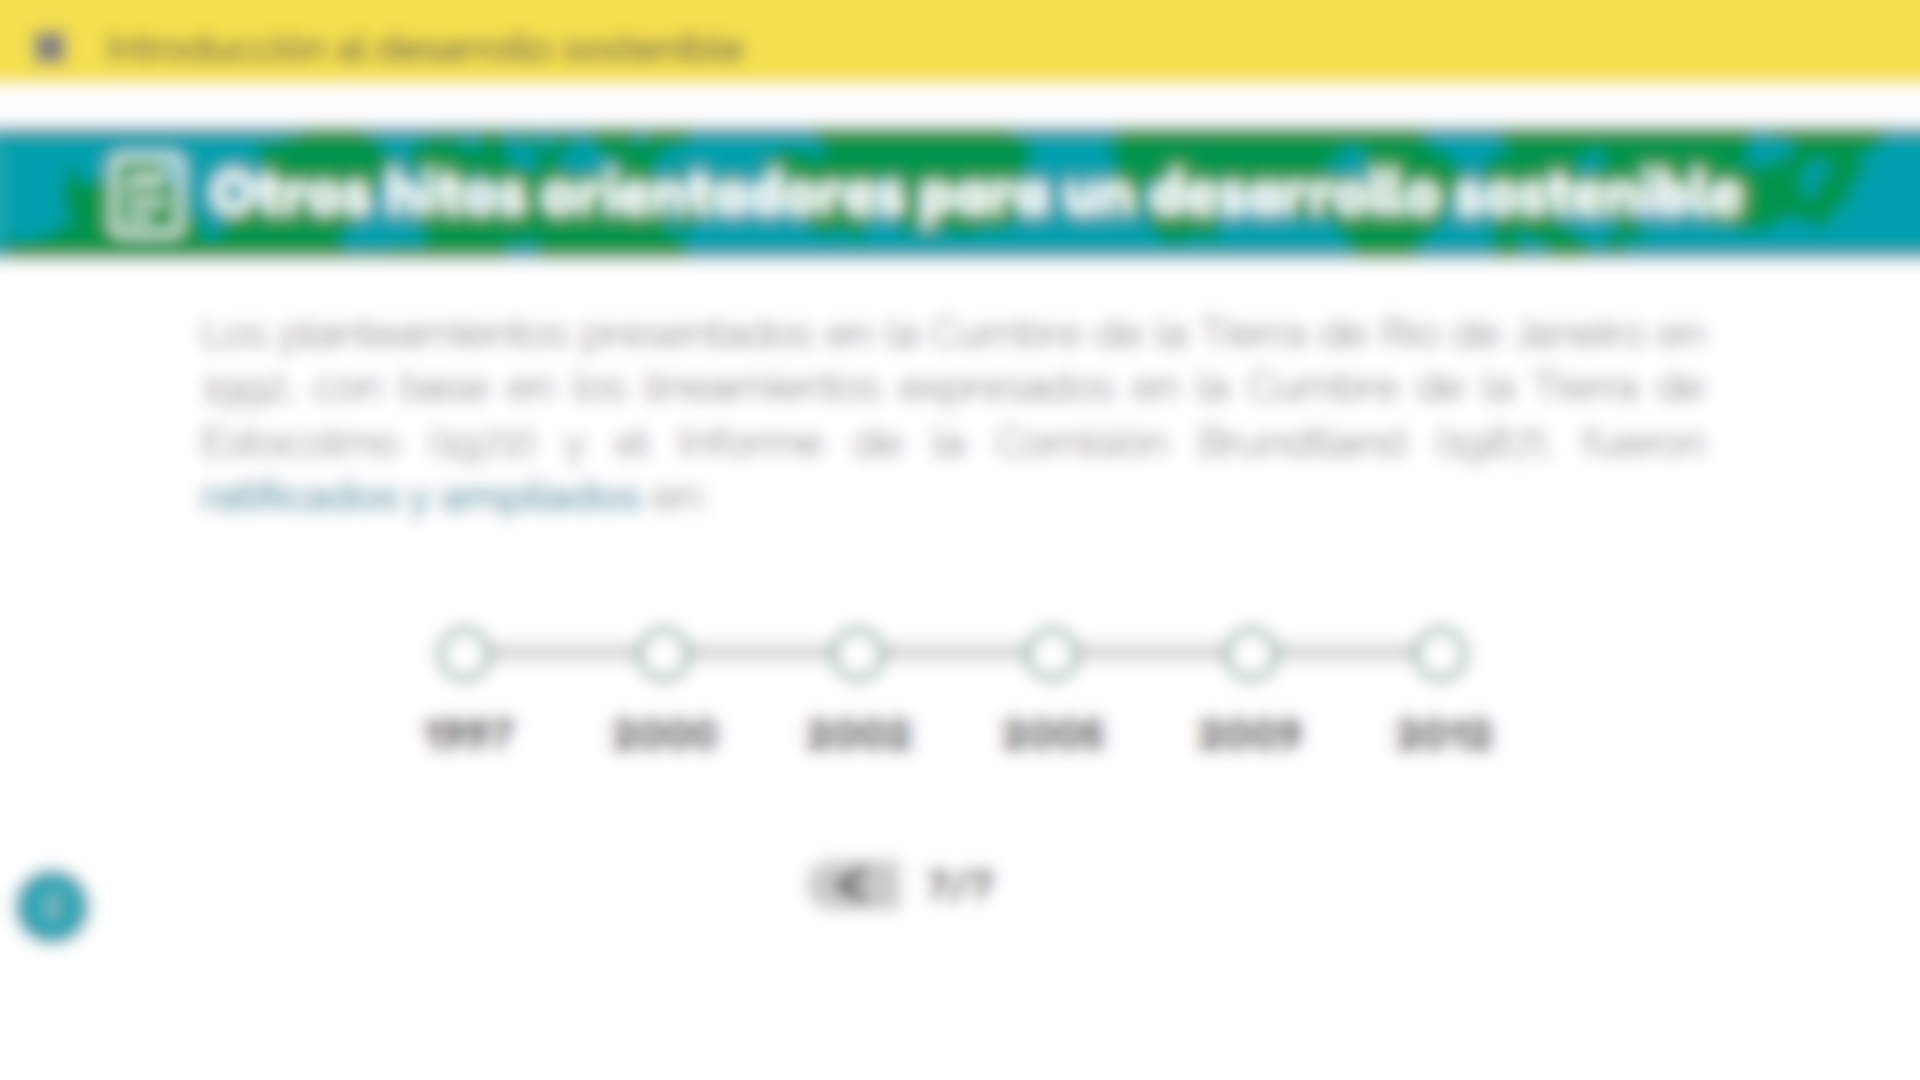 Introducción al desarrollo sostenible
Otros hitos orientadores para un desarrollo sostenible
Los planteamientos presentados en la Cumbre de la Tierra de Rio de Janeiro en
1992, con base en los lineamientos expresados en la Cumbre de la Tierra de
Estocolmo (1972) y el Informe de la Comisión Brundtland (1987), fueron
ratificados y ampliados en:
1997 2000 2002 2009 2012
7/7